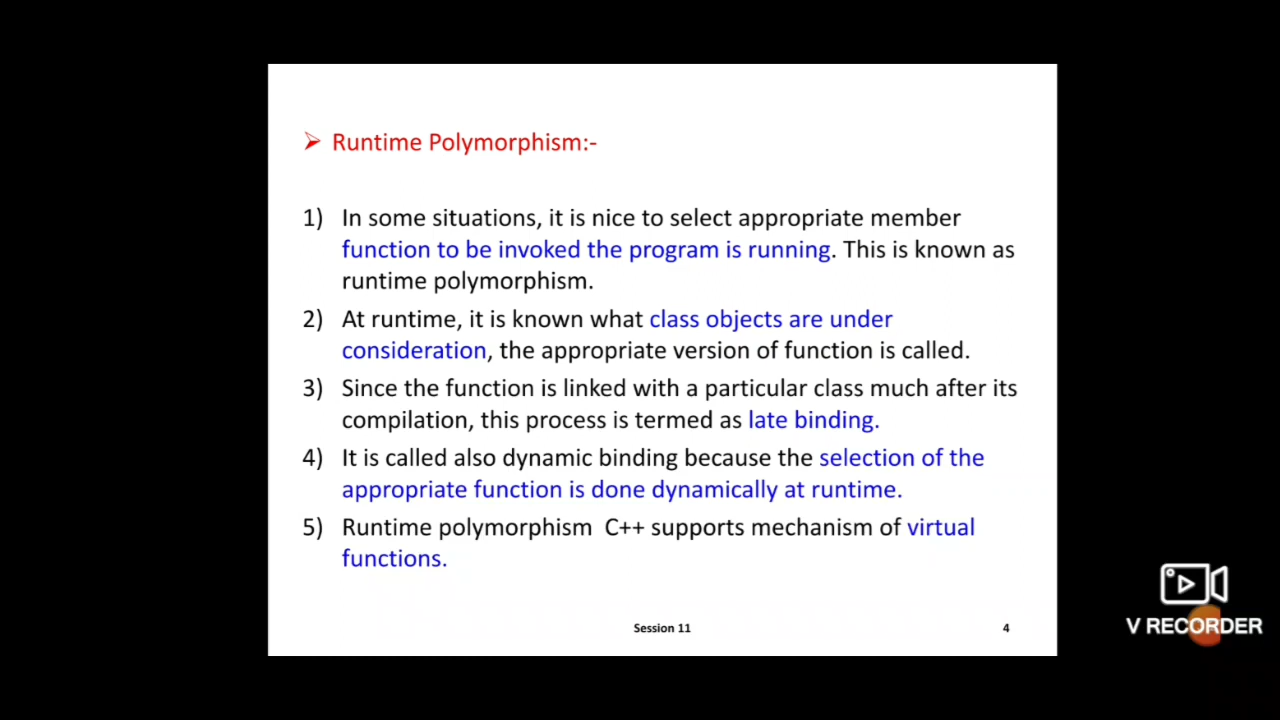 Runtime Polymorphism:-
1) In some situations, it is nice to select appropriate member
function to be invoked the program is running. This is known as
runtime polymorphism.
2) At runtime, it is known what class objects are under
consideration, the appropriate version of function is called.
3) Since the function is linked with a particular class much after its
compilation, this process is termed as late binding.
4) It is called also dynamic binding because the selection of the
appropriate function is done dynamically at runtime.
5) Runtime polymorphism C++ supports mechanism of virtual
functions.
Session 11
4
V RECORDER